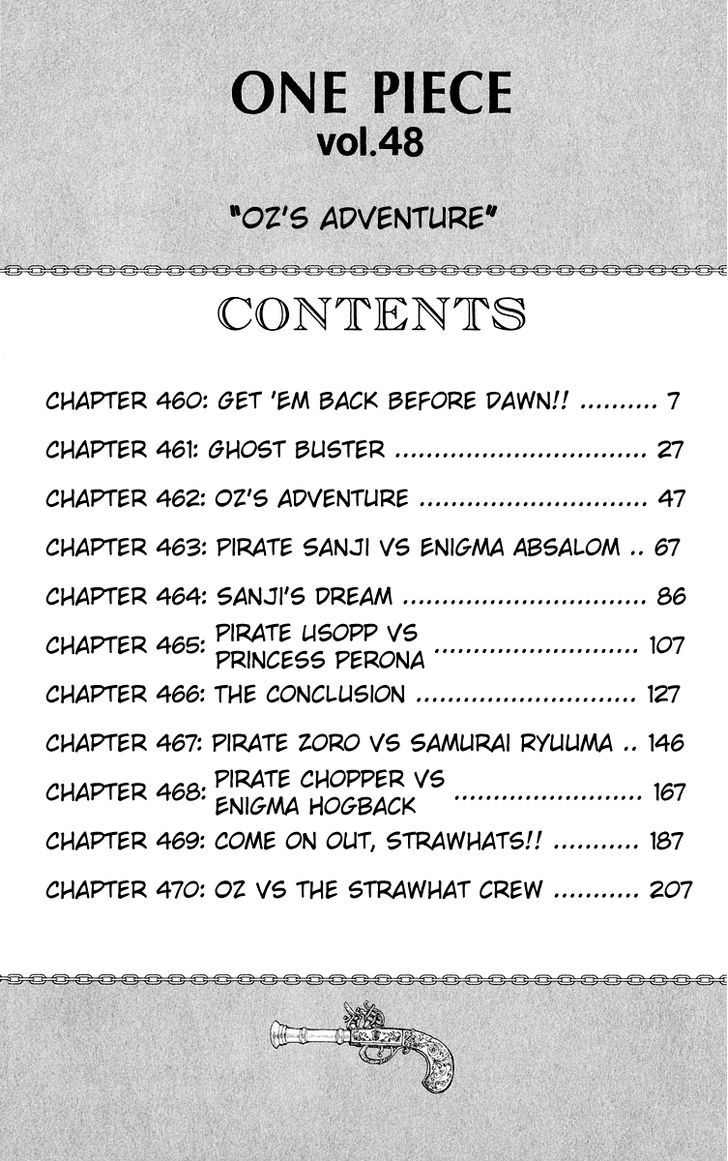 ONE PIECE
vol.48
"OZ'S ADVENTURE"
CONTENTS
CHAPTER 460: GET 'EM BACK BEFORE DAWN!! .......... 7
CHAPTER 461: GHOST BUSTER ................................ 27
CHAPTER 462: OZ'S ADVENTURE ............................. 47
CHAPTER 463: PIRATE SANJI VS ENIGMA ABSALOM .. 67
CHAPTER 464: SANJI'S DREAM ............................... 86
CHAPTER 465: PIRATE USOPP VS
PRINCESS PERONA .......................... 107
CHAPTER 466: THE CONCLUSION ............................ 127
CHAPTER 467: PIRATE ZORO VS SAMURAI RYUUMA .. 146
CHAPTER 468: PIRATE CHOPPER VS
ENIGMA HOGBACK ........................ 167
CHAPTER 469: COME ON OUT, STRAWHATS!! ........... 187
CHAPTER 470: OZ VS THE STRAWHAT CREW ........... 207